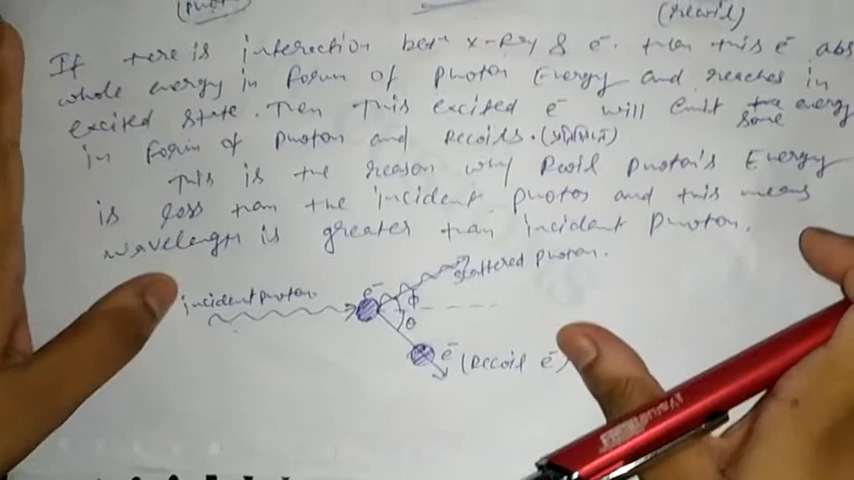 (recoil)
If there is interaction betn x-Ray & e- then this e- abs
whole energy in form of photon Energy and reaches in
excited state. Then this excited e- will emit the some energy
in form of photon and Recoils.
This is the reason why Recoil photon's Energy
is less than the incident photon and this means
wavelength is greater than incident photon.
incident photon
e-
scattered photon.
ϕ
θ
e- (Recoil e-)